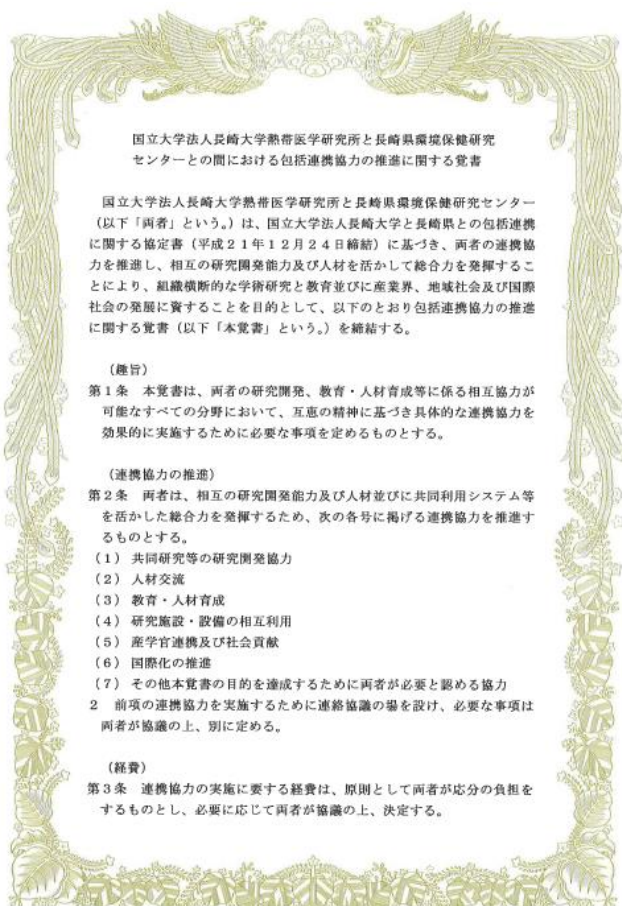 国立大学法人長崎大学熱帯医学研究所と長崎県環境保健研究
センターとの間における包括連携協力の推進に関する覚書
国立大学法人長崎大学熱帯医学研究所と長崎県環境保健研究センター
(以下「両者」という。)は、国立大学法人長崎大学と長崎県との包括連携
に関する協定書(平成21年12月24日締結)に基づき、両者の連携協
力を推進し、相互の研究開発能力及び人材を活かして総合力を発揮するこ
とにより、組織横断的な学術研究と教育並びに産業界、地域社会及び国際
社会の発展に資することを目的として、以下のとおり包括連携協力の推進
に関する覚書(以下「本覚書」という。)を締結する。
(趣旨)
第1条 本覚書は、両者の研究開発、教育・人材育成等に係る相互協力が
可能なすべての分野において、互恵の精神に基づき具体的な連携協力を
効果的に実施するために必要な事項を定めるものとする。
(連携協力の推進)
第2条 両者は、相互の研究開発能力及び人材並びに共同利用システム等
を活かした総合力を発揮するため、次の各号に掲げる連携協力を推進す
るものとする。
(1) 共同研究等の研究開発協力
(2) 人材交流
(3) 教育・人材育成
(4) 研究施設・設備の相互利用
(5) 産学官連携及び社会貢献
(6) 国際化の推進
(7) その他本覚書の目的を達成するために両者が必要と認める協力
2 前項の連携協力を実施するために連絡協議の場を設け、必要な事項は
両者が協議の上、別に定める。
(経費)
第3条 連携協力の実施に要する経費は、原則として両者が応分の負担を
するものとし、必要に応じて両者が協議の上、決定する。